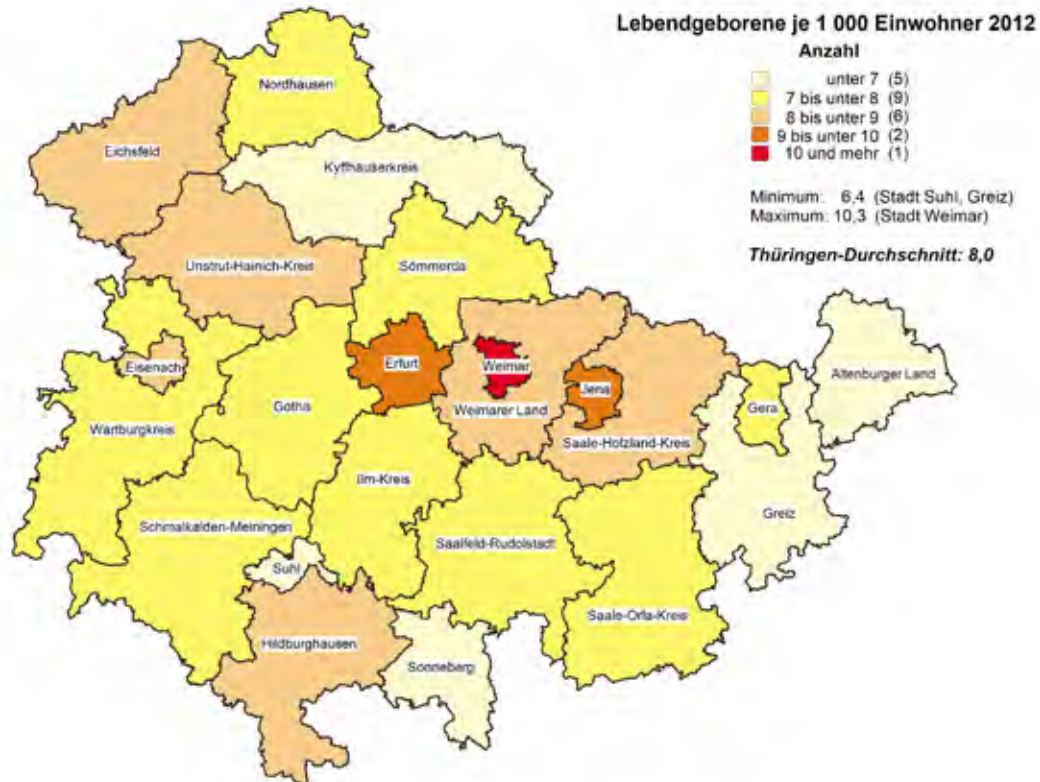 Lebendgeborene je 1 000 Einwohner 2012
Anzahl
unter 7 (5)
7 bis unter 8 (9)
8 bis unter 9 (6)
9 bis unter 10 (2)
10 und mehr (1)
Minimum: 6,4 (Stadt Suhl, Greiz)
Maximum: 10,3 (Stadt Weimar)
Thüringen-Durchschnitt: 8,0
Nordhausen
Eichsfeld
Kyffhäuserkreis
Unstrut-Hainich-Kreis
Sömmerda
Eisenach
Erfurt
Weimar
Jena
Altenburger Land
Gera
Gotha
Weimarer Land
Wartburgkreis
Saale-Holzland-Kreis
Ilm-Kreis
Greiz
Schmalkalden-Meiningen
Saalfeld-Rudolstadt
Suhl
Saale-Orla-Kreis
Hildburghausen
Sonneberg